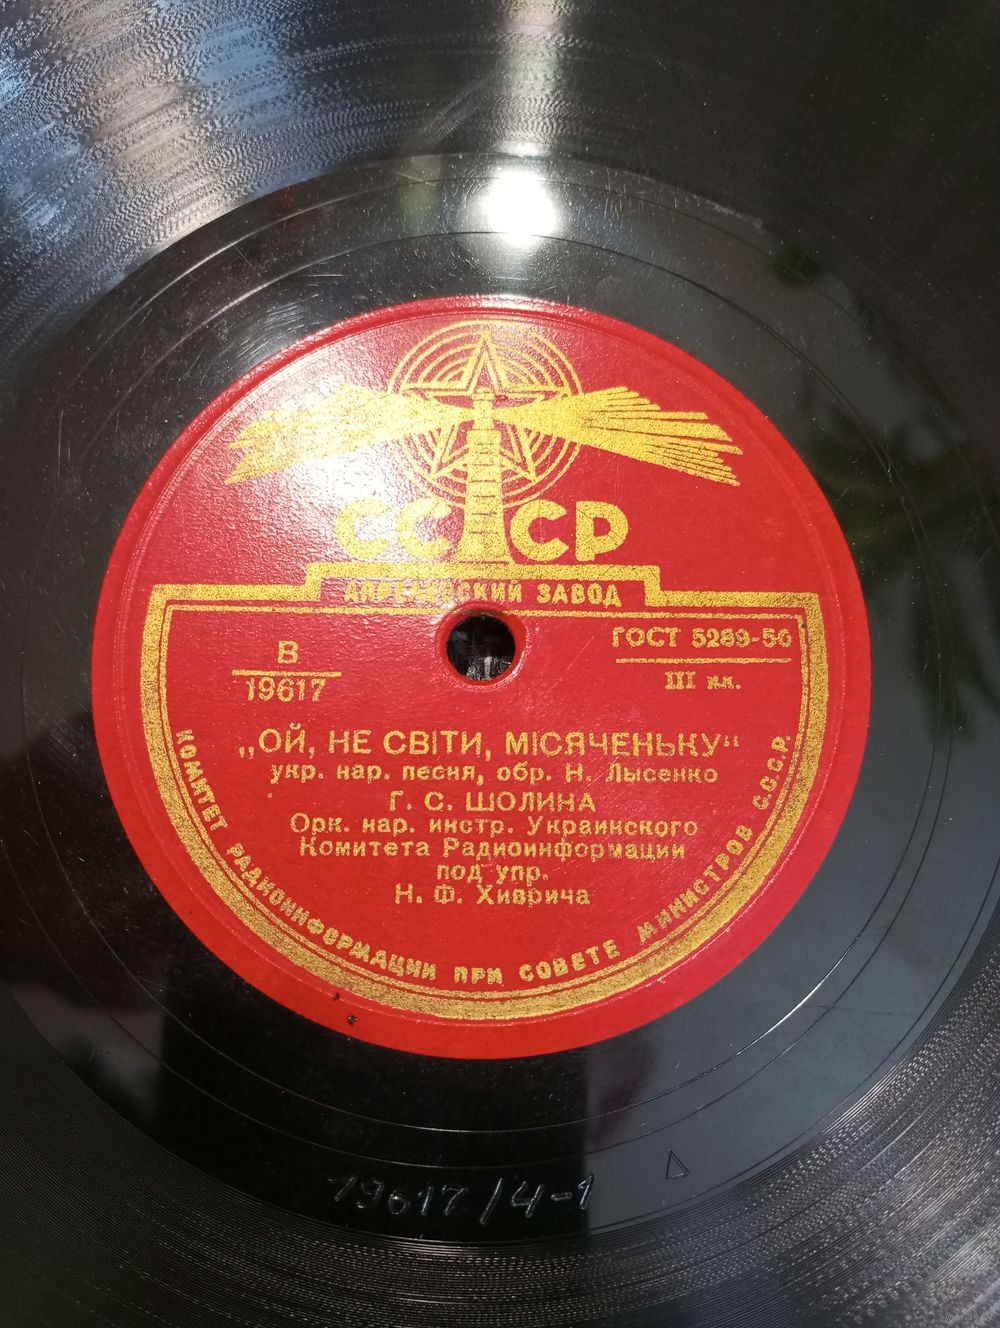 СССР
АПРЕЛЕВСКИЙ ЗАВОД
В
19617
ГОСТ 5289-50
III кл.
„ОЙ, НЕ СВІТИ, МІСЯЧЕНЬКУ“
укр. нар. песня, обр. Н. Лысенко
Г. С. ШОЛИНА
Орк. нар. инстр. Украинского
Комитета Радиоинформации
под упр.
Н. Ф. Хиврича
КОМИТЕТ РАДИОИНФОРМАЦИИ ПРИ СОВЕТЕ МИНИСТРОВ С.С.С.Р.
19617/4-1